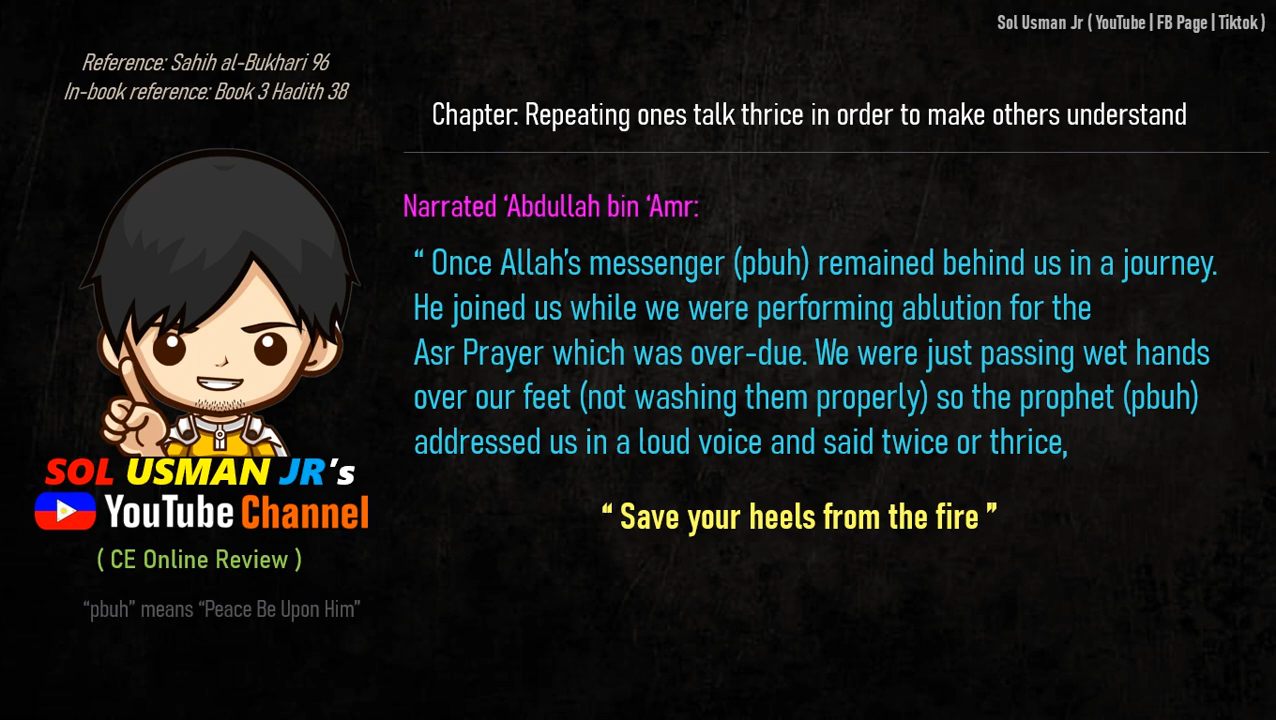 Sol Usman Jr ( YouTube | FB Page | Tiktok )
Reference: Sahih al-Bukhari 96
In-book reference: Book 3 Hadith 38
Chapter: Repeating ones talk thrice in order to make others understand
Narrated ‘Abdullah bin ‘Amr:
“ Once Allah’s messenger (pbuh) remained behind us in a journey.
He joined us while we were performing ablution for the
Asr Prayer which was over-due. We were just passing wet hands
over our feet (not washing them properly) so the prophet (pbuh)
addressed us in a loud voice and said twice or thrice,
“ Save your heels from the fire ”
SOL USMAN JR’s
YouTube Channel
( CE Online Review )
“pbuh” means “Peace Be Upon Him”